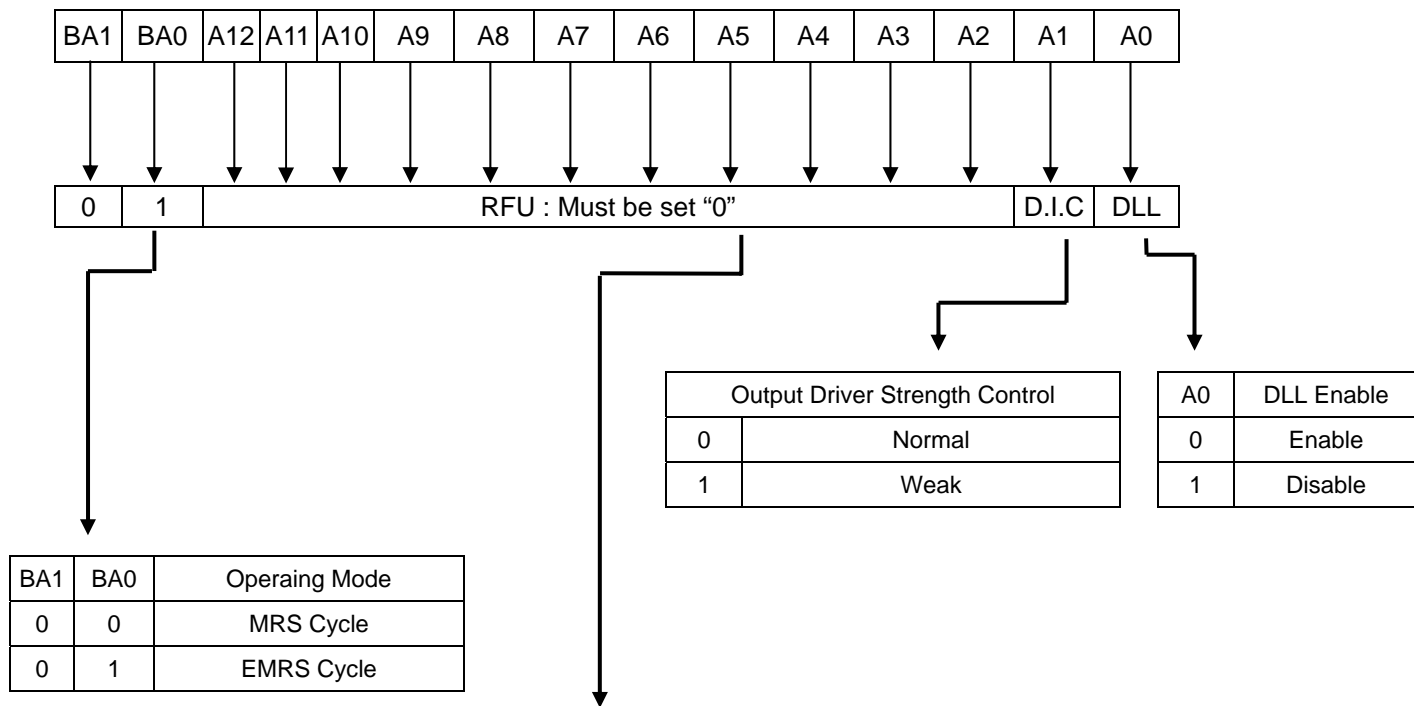 BA1 BA0 A12 A11 A10 A9 A8 A7 A6 A5 A4 A3 A2 A1 A0
0 1 RFU : Must be set “0” D.I.C DLL
Output Driver Strength Control
0 Normal
1 Weak
A0 DLL Enable
0 Enable
1 Disable
BA1 BA0 Operaing Mode
0 0 MRS Cycle
0 1 EMRS Cycle